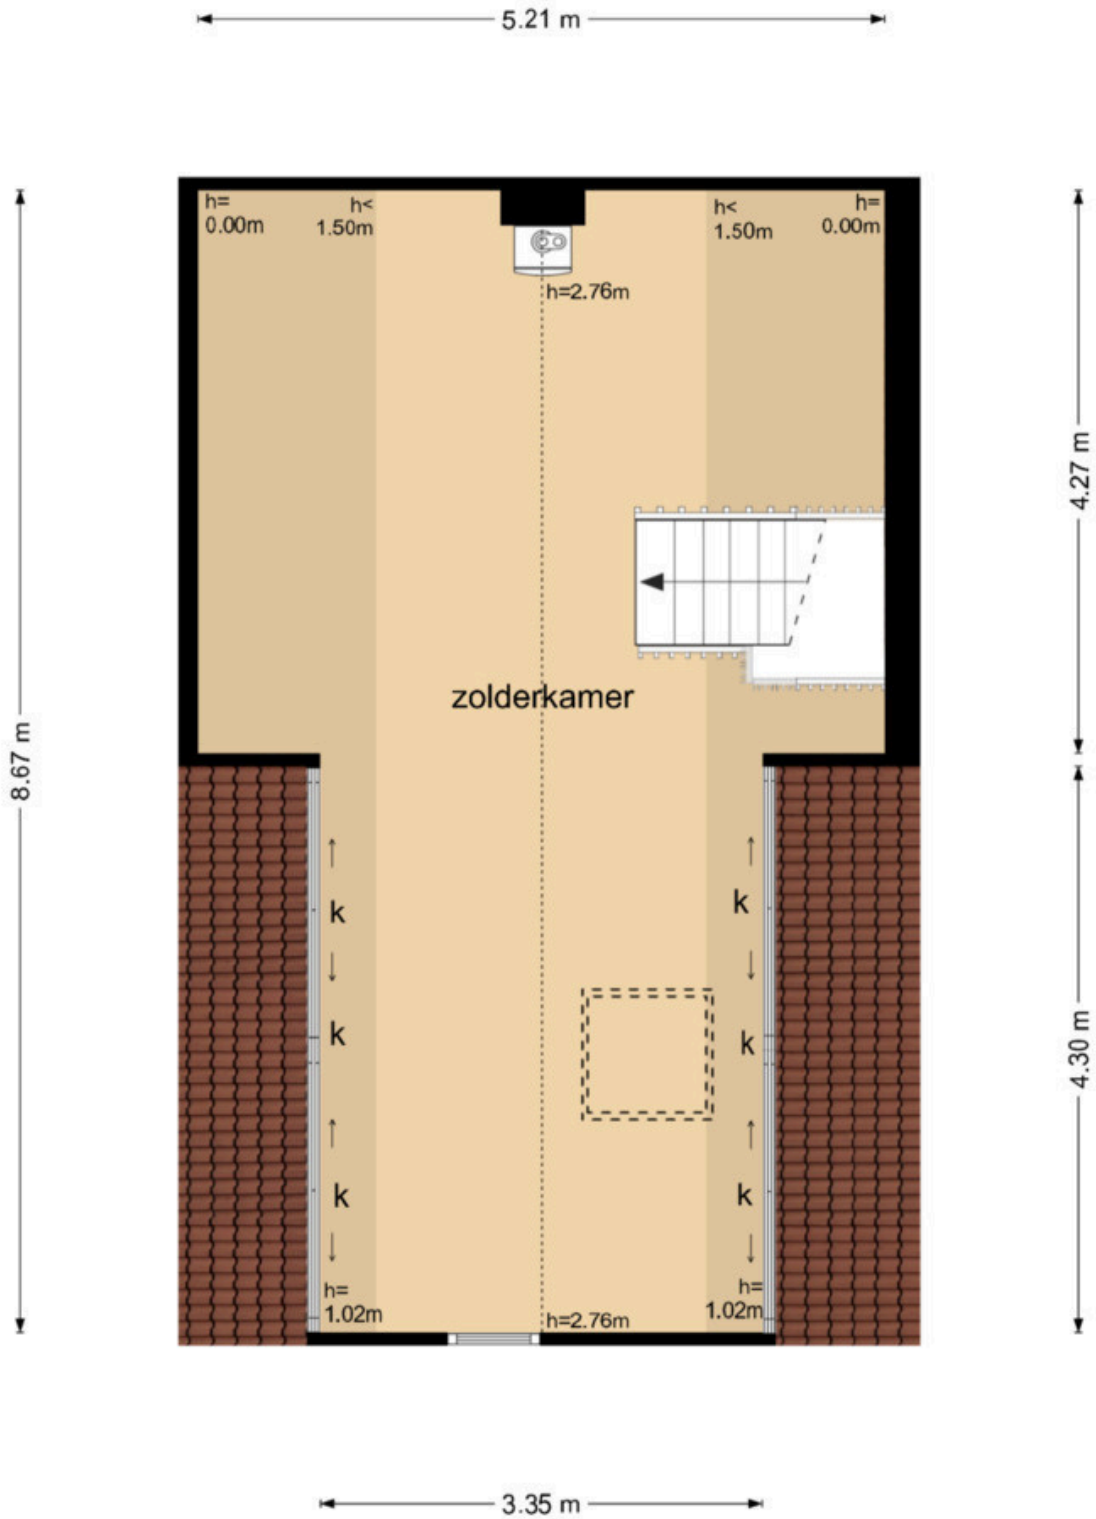 5.21 m
h=
0.00m
h<
1.50m
h<
1.50m
h=
0.00m
h=2.76m
4.27 m
zolderkamer
8.67 m
k
k
k
k
4.30 m
k
k
h=
1.02m
h=
1.02m
h=2.76m
3.35 m